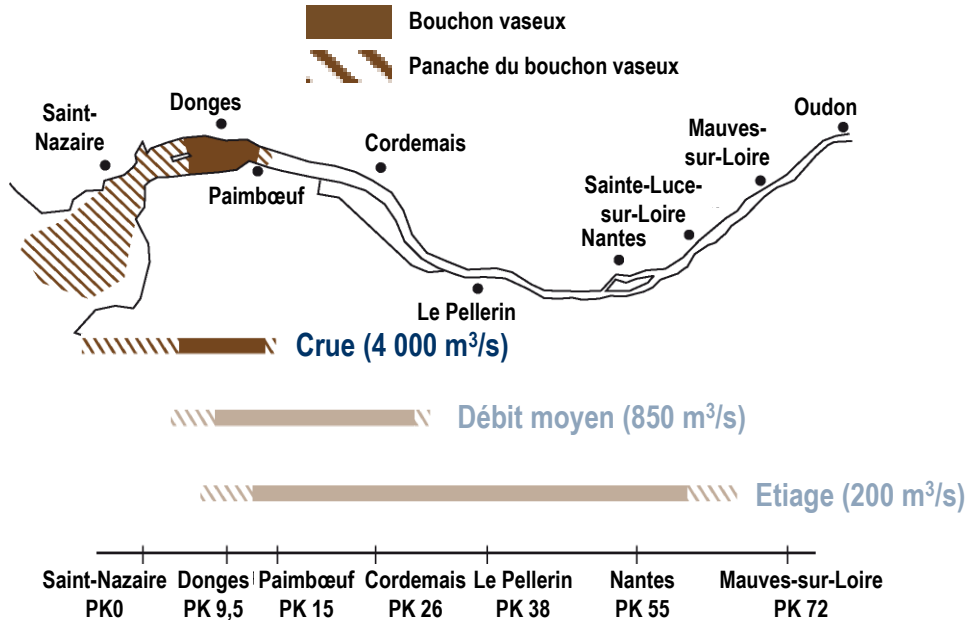 Bouchon vaseux
Panache du bouchon vaseux
Saint-
Nazaire
Donges
Paimbœuf
Cordemais
Le Pellerin
Nantes
Sainte-Luce-
sur-Loire
Mauves-
sur-Loire
Oudon
Crue (4 000 m³/s)
Débit moyen (850 m³/s)
Etiage (200 m³/s)
Saint-Nazaire Donges Paimbœuf Cordemais Le Pellerin Nantes Mauves-sur-Loire
PK0 PK 9,5 PK 15 PK 26 PK 38 PK 55 PK 72